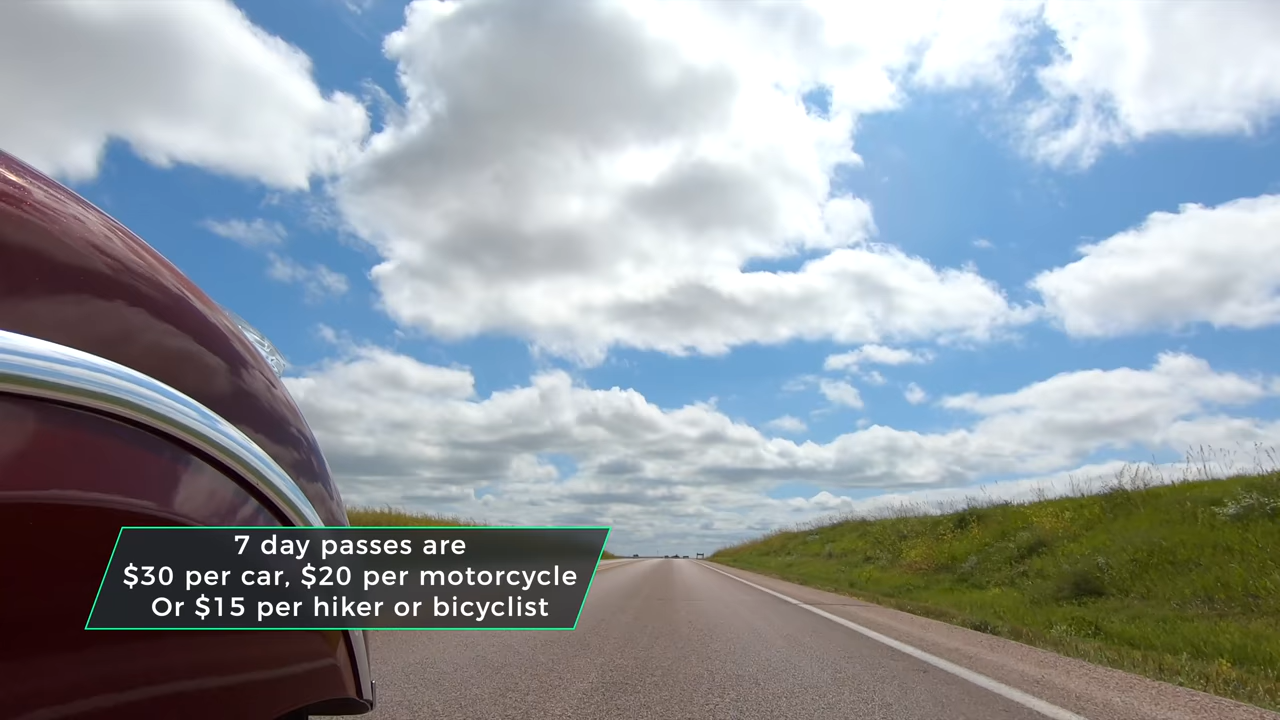 7 day passes are
$30 per car, $20 per motorcycle
Or $15 per hiker or bicyclist